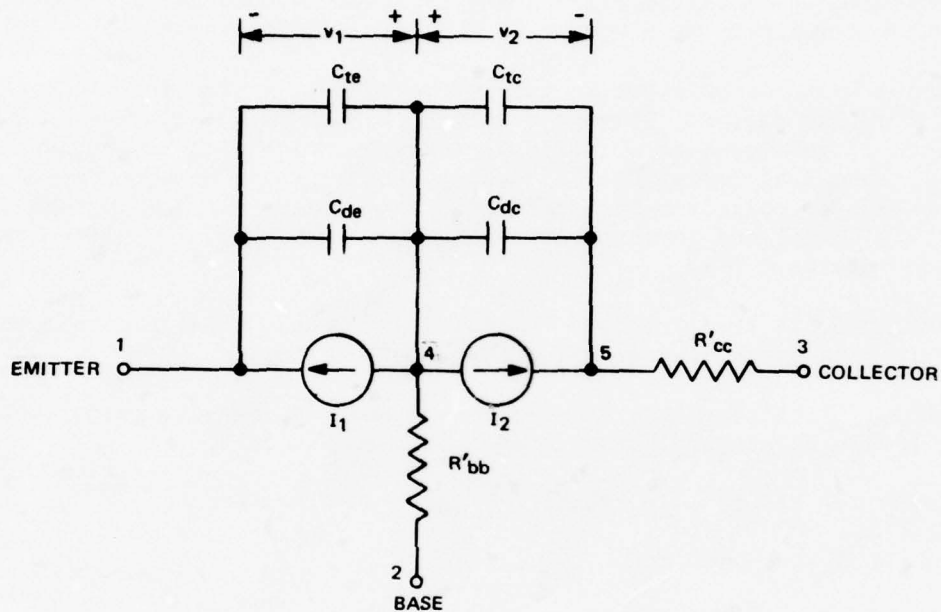 - + + -
v1 v2
Cte Ctc
Cde Cdc
R'cc
1 4 5 3
EMITTER COLLECTOR
I1 I2
R'bb
2
BASE